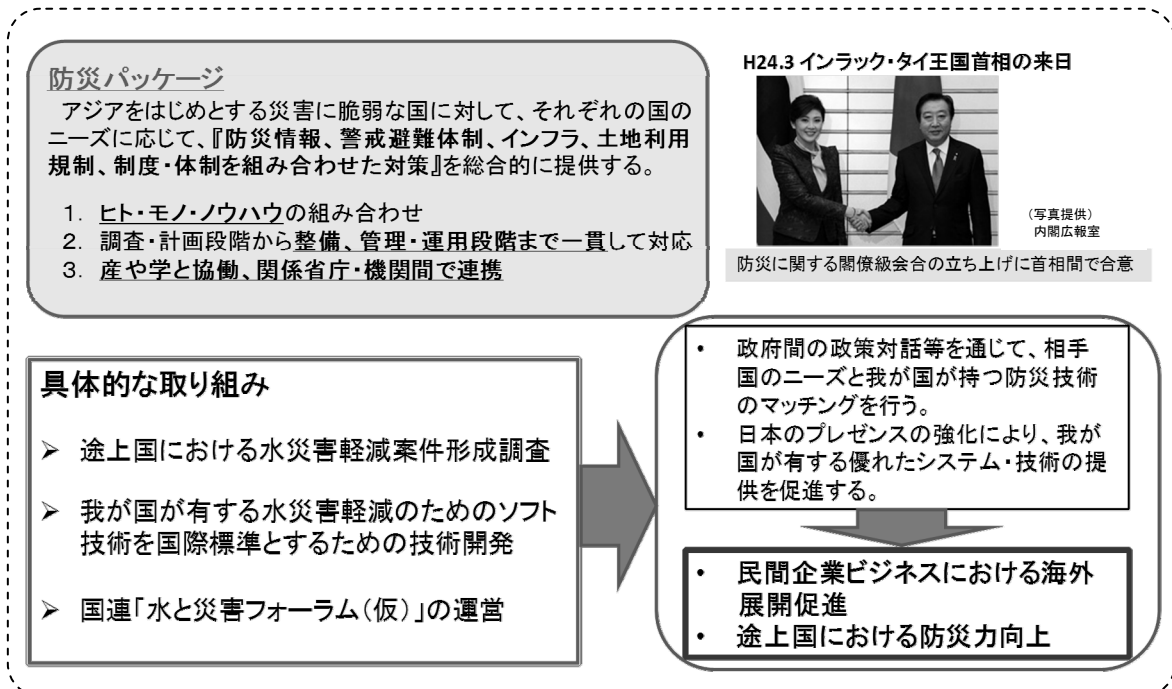 防災パッケージ
アジアをはじめとする災害に脆弱な国に対して、それぞれの国の
ニーズに応じて、『防災情報、警戒避難体制、インフラ、土地利用
規制、制度・体制を組み合わせた対策』を総合的に提供する。
1. ヒト・モノ・ノウハウの組み合わせ
2. 調査・計画段階から整備、管理・運用段階まで一貫して対応
3. 産や学と協働、関係省庁・機関間で連携
H24.3 インラック・タイ王国首相の来日
(写真提供)
内閣広報室
防災に関する閣僚級会合の立ち上げに首相間で合意
具体的な取り組み
➢ 途上国における水災害軽減案件形成調査
➢ 我が国が有する水災害軽減のためのソフト
技術を国際標準とするための技術開発
➢ 国連「水と災害フォーラム(仮)」の運営
• 政府間の政策対話等を通じて、相手
国のニーズと我が国が持つ防災技術
のマッチングを行う。
• 日本のプレゼンスの強化により、我が
国が有する優れたシステム・技術の提
供を促進する。
• 民間企業ビジネスにおける海外
展開促進
• 途上国における防災力向上